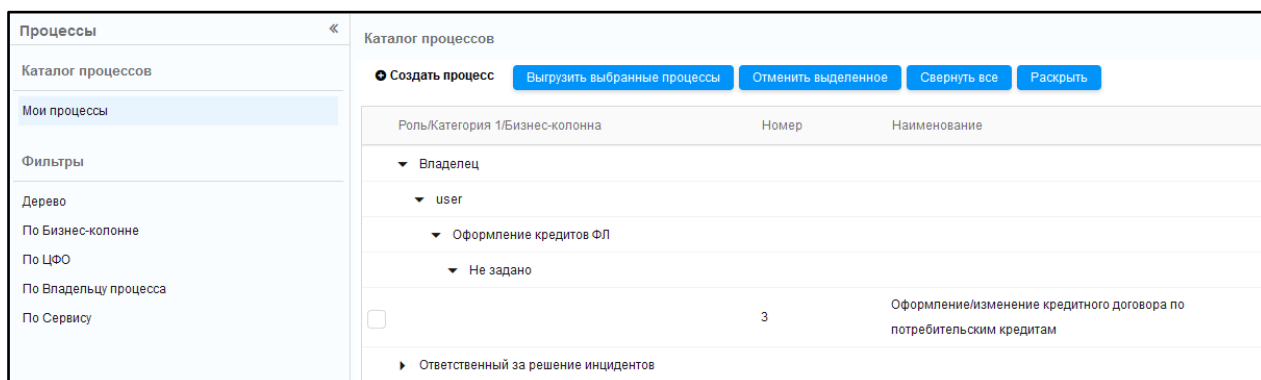 Процессы
Каталог процессов
Мои процессы
Фильтры
Дерево
По Бизнес-колонне
По ЦФО
По Владельцу процесса
По Сервису
Каталог процессов
Создать процесс Выгрузить выбранные процессы Отменить выделенное Свернуть все Раскрыть
Роль/Категория 1/Бизнес-колонна Номер Наименование
Владелец
user
Оформление кредитов ФЛ
Не задано
3 Оформление/изменение кредитного договора по
потребительским кредитам
Ответственный за решение инцидентов